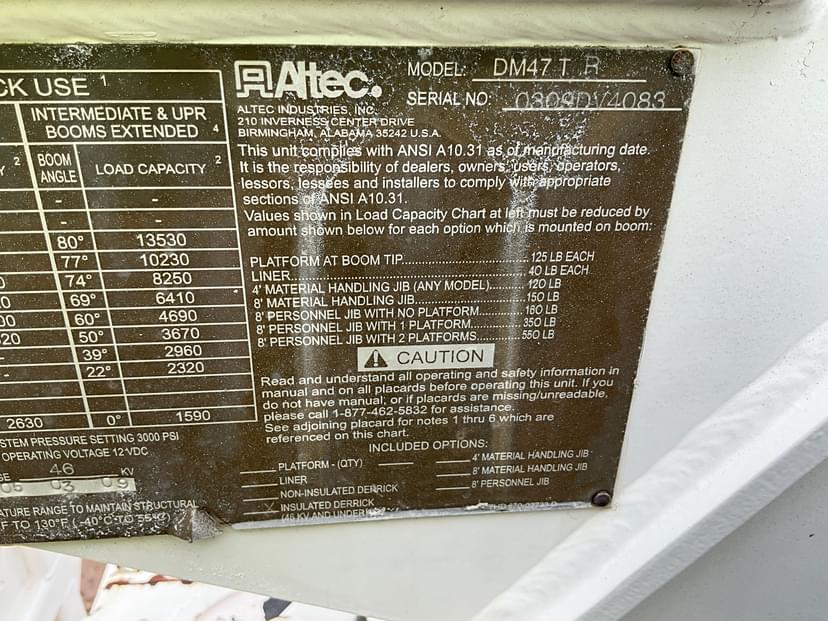 CK USE 1
INTERMEDIATE & UPR
BOOMS EXTENDED 4
Y 2 BOOM ANGLE LOAD CAPACITY 2
- -
- -
80° 13530
77° 10230
74° 8250
69° 6410
60° 4690
50° 3670
39° 2960
22° 2320
2630 0° 1590
STEM PRESSURE SETTING 3000 PSI
OPERATING VOLTAGE 12 VDC
GE 46 KV
05 03 09
ATURE RANGE TO MAINTAIN STRUCTURAL
F TO 130°F (-40°C TO 55°C)
Altec.
MODEL: DM47 T R
SERIAL NO: 0309DV4083
ALTEC INDUSTRIES, INC.
210 INVERNESS CENTER DRIVE
BIRMINGHAM, ALABAMA 35242 U.S.A.
This unit complies with ANSI A10.31 as of manufacturing date.
It is the responsibility of dealers, owners, users, operators,
lessors, lessees and installers to comply with appropriate
sections of ANSI A10.31.
Values shown in Load Capacity Chart at left must be reduced by
amount shown below for each option which is mounted on boom:
PLATFORM AT BOOM TIP 125 LB EACH
LINER 40 LB EACH
4' MATERIAL HANDLING JIB (ANY MODEL) 120 LB
8' MATERIAL HANDLING JIB 150 LB
8' PERSONNEL JIB WITH NO PLATFORM 160 LB
8' PERSONNEL JIB WITH 1 PLATFORM 350 LB
8' PERSONNEL JIB WITH 2 PLATFORMS 550 LB
CAUTION
Read and understand all operating and safety information in
manual and on all placards before operating this unit. If you
do not have manual, or if placards are missing/unreadable,
please call 1-877-462-5832 for assistance.
See adjoining placard for notes 1 thru 6 which are
referenced on this chart.
INCLUDED OPTIONS:
PLATFORM - (QTY)
LINER
NON-INSULATED DERRICK
X INSULATED DERRICK
(46 KV AND UNDER)
4' MATERIAL HANDLING JIB
8' MATERIAL HANDLING JIB
8' PERSONNEL JIB